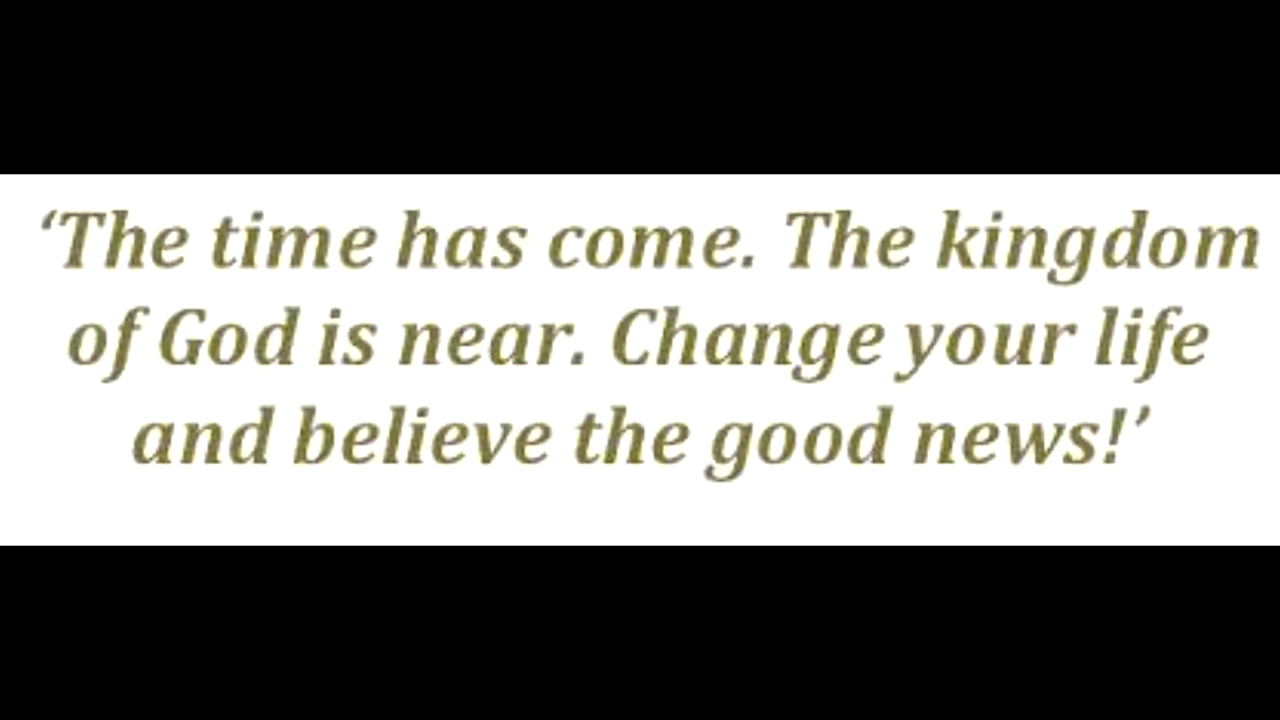 ‘The time has come. The kingdom
of God is near. Change your life
and believe the good news!’